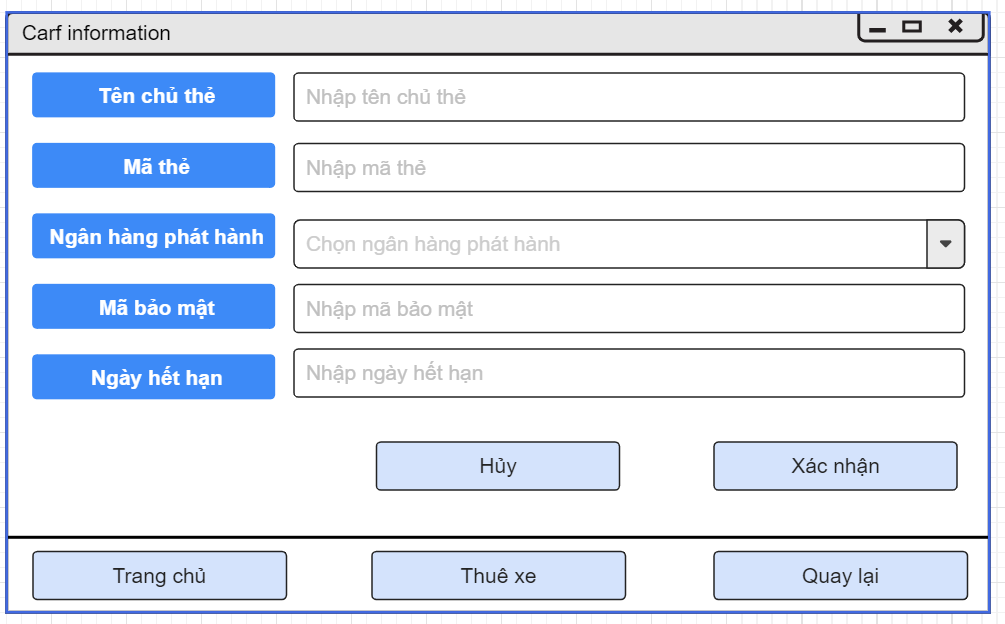 Carf information
Tên chủ thẻ
Nhập tên chủ thẻ
Mã thẻ
Nhập mã thẻ
Ngân hàng phát hành
Chọn ngân hàng phát hành
Mã bảo mật
Nhập mã bảo mật
Ngày hết hạn
Nhập ngày hết hạn
Hủy
Xác nhận
Trang chủ
Thuê xe
Quay lại